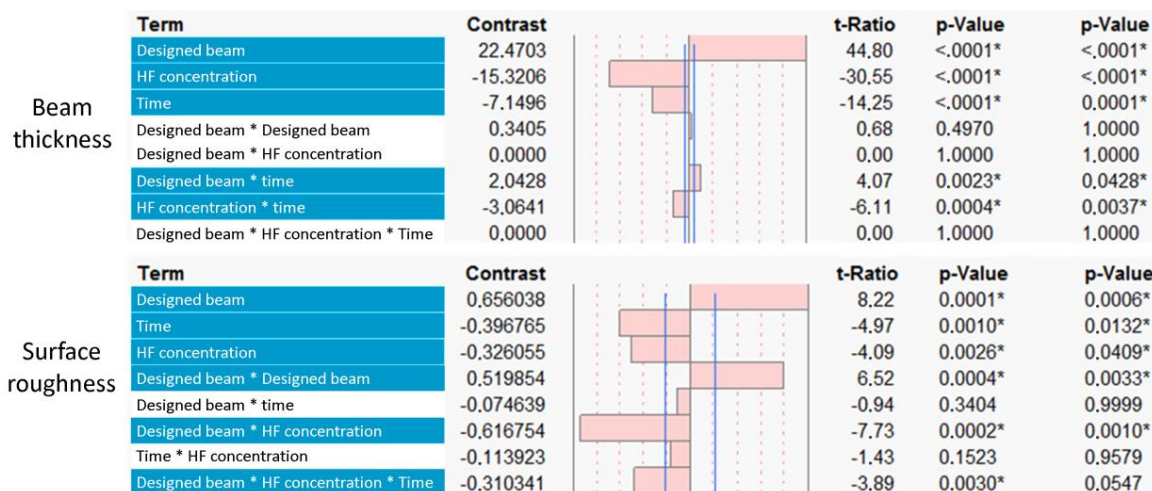 Term Contrast t-Ratio p-Value p-Value
Designed beam 22.4703 44.80 <.0001* <.0001*
HF concentration -15.3206 -30.55 <.0001* <.0001*
Time -7.1496 -14.25 <.0001* 0.0001*
Beam thickness
Designed beam * Designed beam 0.3405 0.68 0.4970 1.0000
Designed beam * HF concentration 0.0000 0.00 1.0000 1.0000
Designed beam * time 2.0428 4.07 0.0023* 0.0428*
HF concentration * time -3.0641 -6.11 0.0004* 0.0037*
Designed beam * HF concentration * Time 0.0000 0.00 1.0000 1.0000
Term Contrast t-Ratio p-Value p-Value
Designed beam 0.656038 8.22 0.0001* 0.0006*
Time -0.396765 -4.97 0.0010* 0.0132*
HF concentration -0.326055 -4.09 0.0026* 0.0409*
Surface roughness
Designed beam * Designed beam 0.519854 6.52 0.0004* 0.0033*
Designed beam * time -0.074639 -0.94 0.3404 0.9999
Designed beam * HF concentration -0.616754 -7.73 0.0002* 0.0010*
Time * HF concentration -0.113923 -1.43 0.1523 0.9579
Designed beam * HF concentration * Time -0.310341 -3.89 0.0030* 0.0547